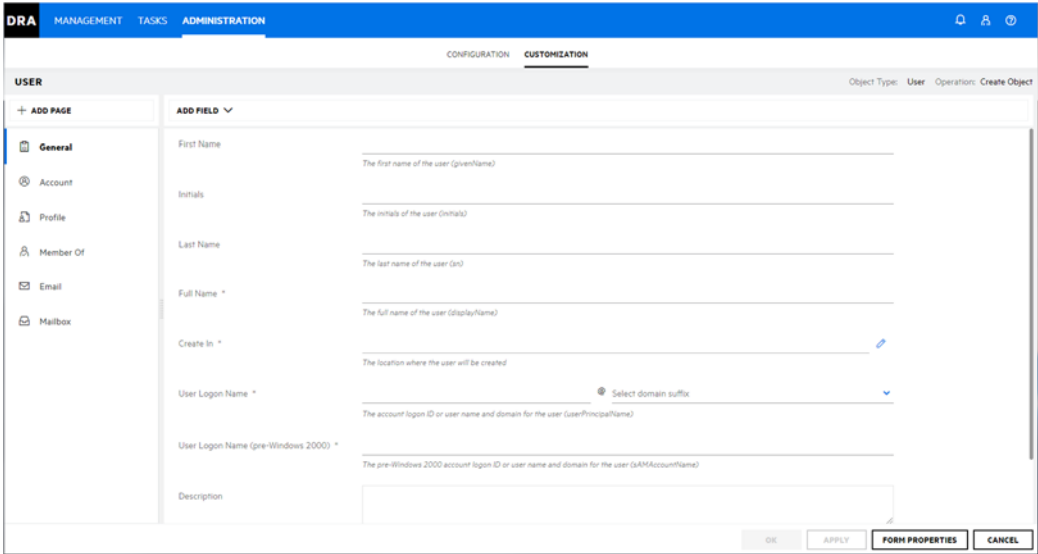 DRA MANAGEMENT TASKS ADMINISTRATION
CONFIGURATION CUSTOMIZATION
USER Object Type: User Operation: Create Object
+ ADD PAGE ADD FIELD
General
Account
Profile
Member Of
Email
Mailbox
First Name
The first name of the user (givenName)
Initials
The initials of the user (initials)
Last Name
The last name of the user (sn)
Full Name *
The full name of the user (displayName)
Create In *
The location where the user will be created
User Logon Name * @ Select domain suffix
The account logon ID or user name and domain for the user (userPrincipalName)
User Logon Name (pre-Windows 2000) *
The pre-Windows 2000 account logon ID or user name and domain for the user (sAMAccountName)
Description
OK APPLY FORM PROPERTIES CANCEL